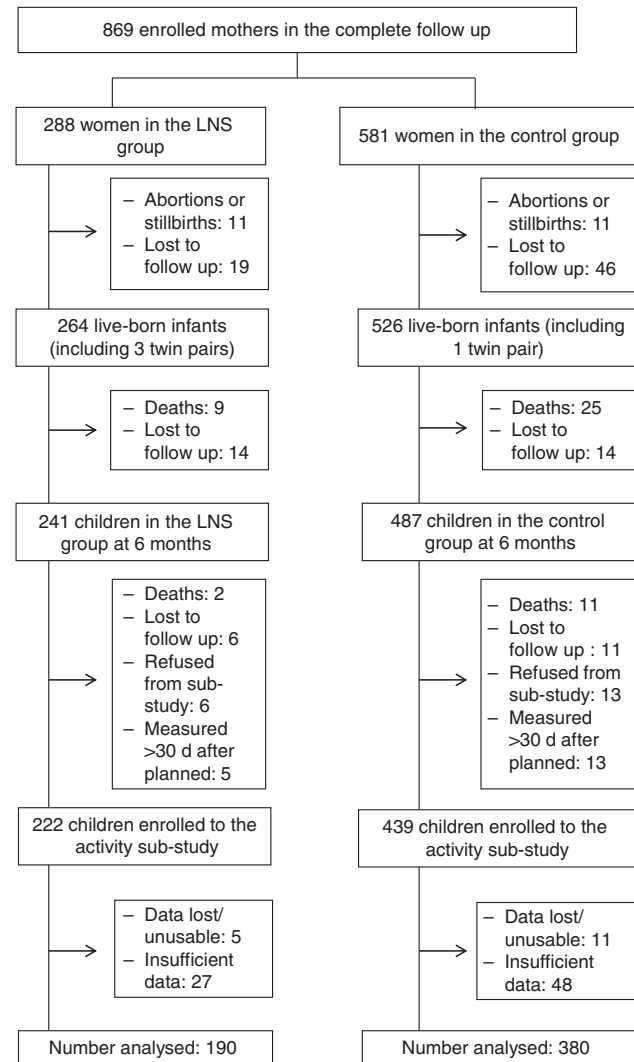 869 enrolled mothers in the complete follow up
288 women in the LNS
group
581 women in the control group
– Abortions or
stillbirths: 11
– Lost to
follow up: 19
– Abortions or
stillbirths: 11
– Lost to
follow up: 46
264 live-born infants
(including 3 twin pairs)
526 live-born infants (including
1 twin pair)
– Deaths: 9
– Lost to
follow up: 14
– Deaths: 25
– Lost to
follow up: 14
241 children in the LNS
group at 6 months
487 children in the control
group at 6 months
– Deaths: 2
– Lost to
follow up: 6
– Refused
from sub-
study: 6
– Measured
>30 d after
planned: 5
– Deaths: 11
– Lost to
follow up : 11
– Refused from
sub-study: 13
– Measured
>30 d after
planned: 13
222 children enrolled to the
activity sub-study
439 children enrolled to the
activity sub-study
– Data lost/
unusable: 5
– Insufficient
data: 27
– Data lost/
unusable: 11
– Insufficient
data: 48
Number analysed: 190
Number analysed: 380